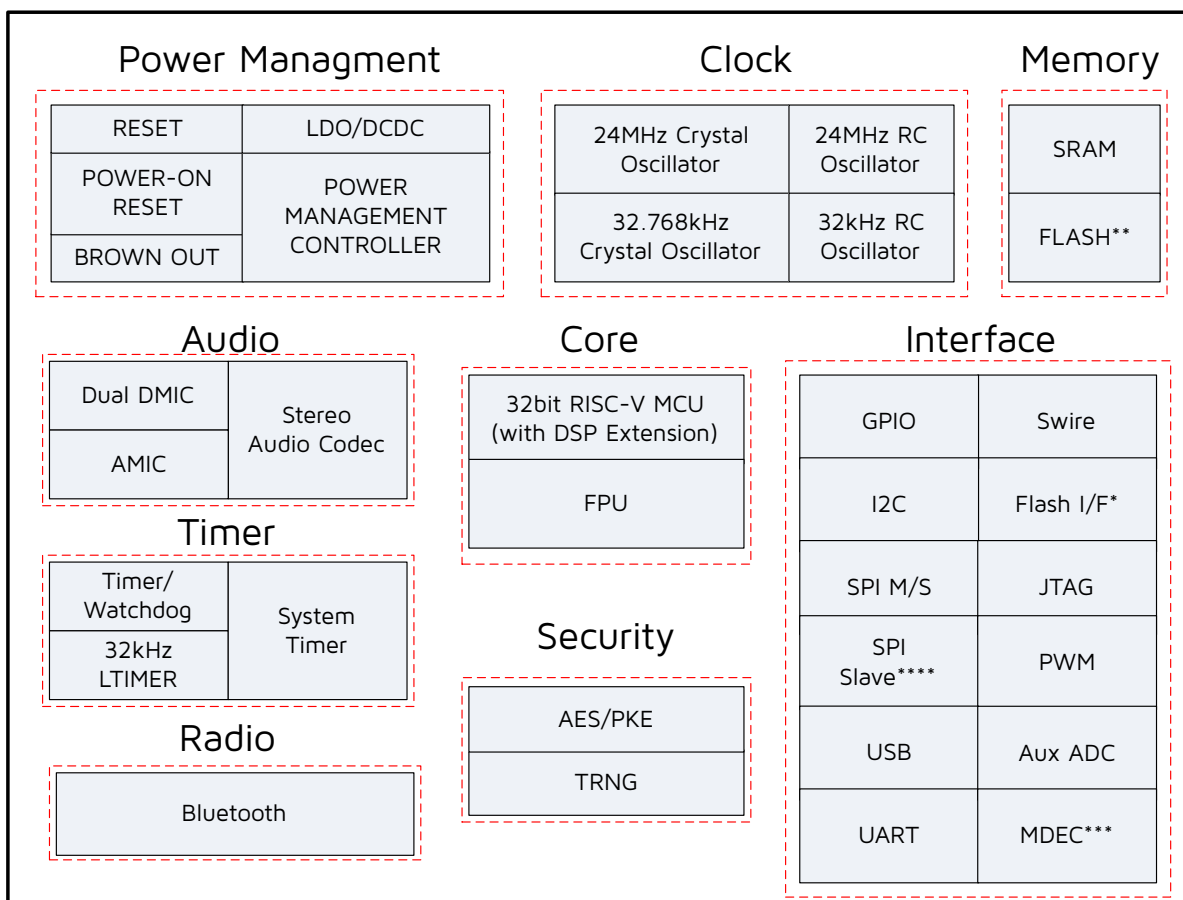 Power Managment
RESET
LDO/DCDC
POWER-ON
RESET
POWER
MANAGEMENT
CONTROLLER
BROWN OUT
Clock
24MHz Crystal
Oscillator
24MHz RC
Oscillator
32.768kHz
Crystal Oscillator
32kHz RC
Oscillator
Memory
SRAM
FLASH**
Audio
Dual DMIC
AMIC
Stereo
Audio Codec
Core
32bit RISC-V MCU
(with DSP Extension)
FPU
Interface
GPIO
Swire
I2C
Flash I/F*
SPI M/S
JTAG
SPI
Slave****
PWM
USB
Aux ADC
UART
MDEC***
Timer
Timer/
Watchdog
32kHz
LTIMER
System
Timer
Security
AES/PKE
TRNG
Radio
Bluetooth